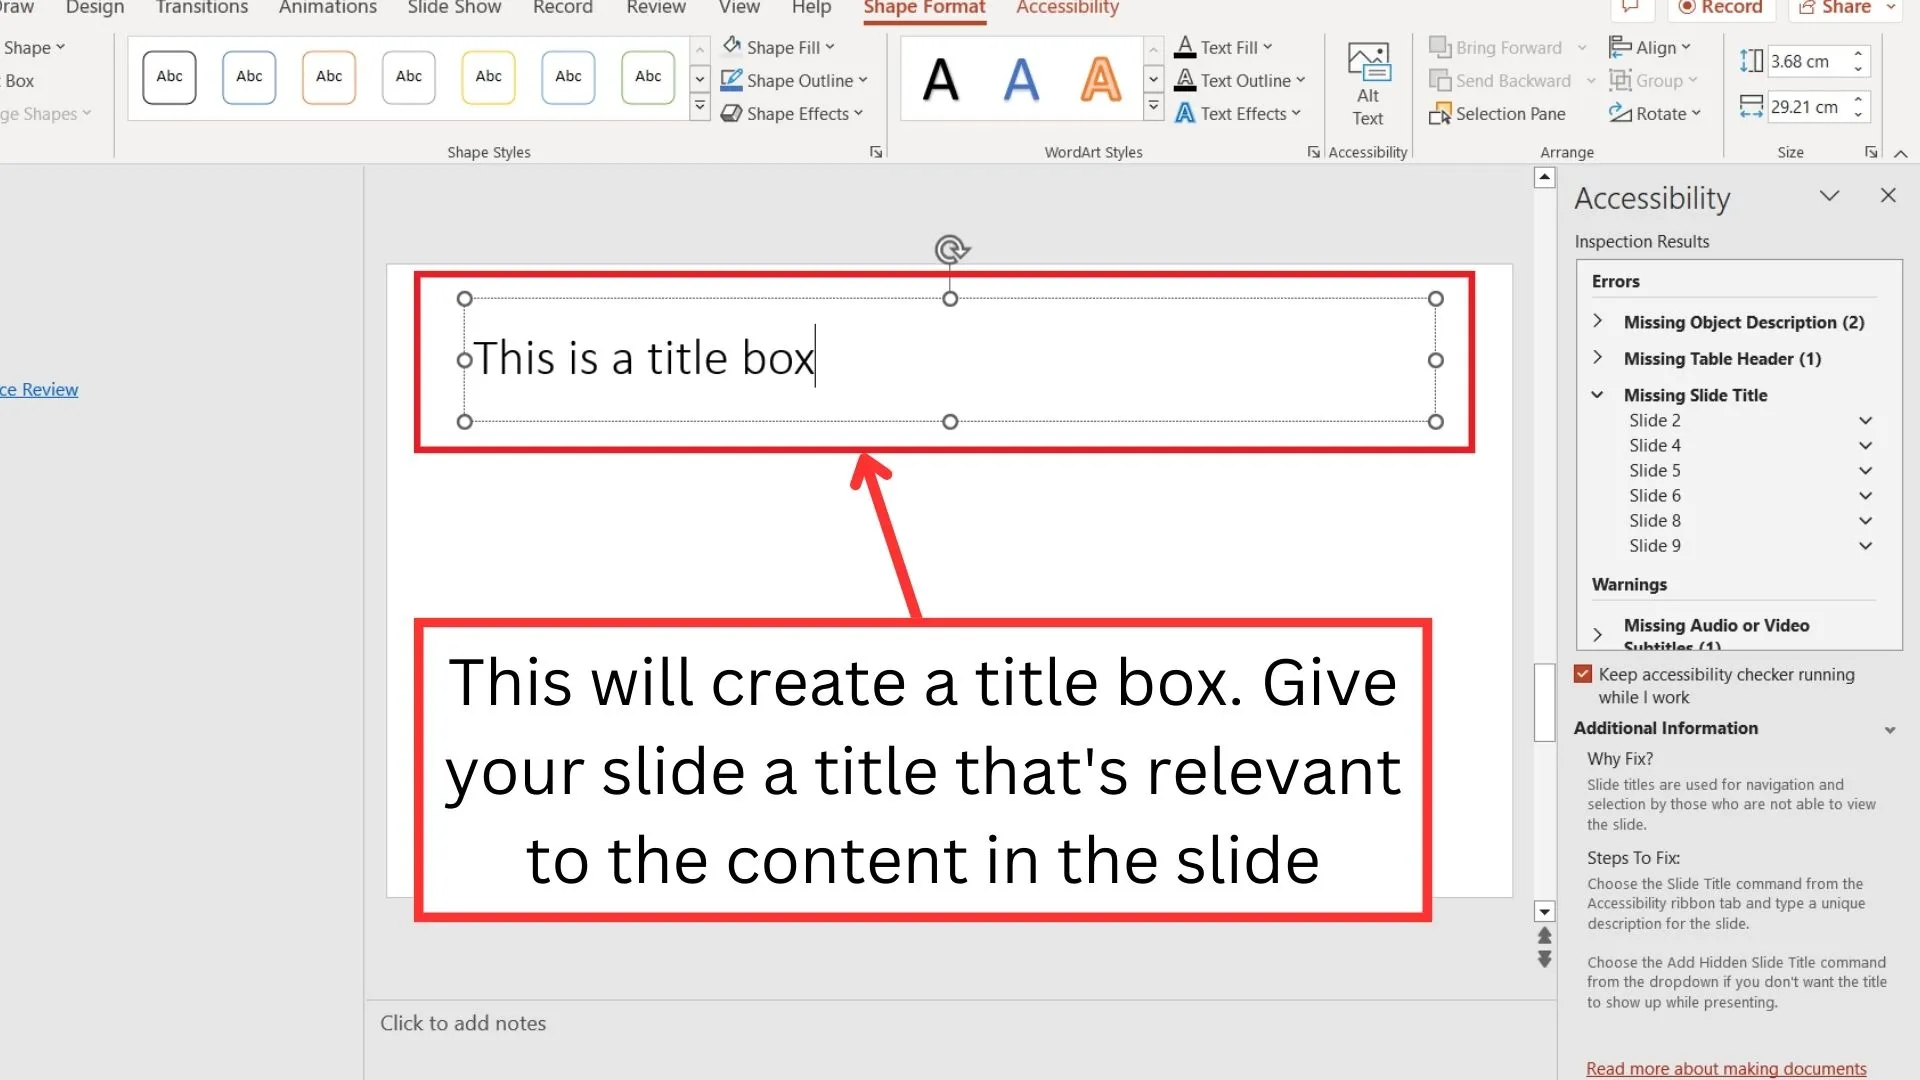 Draw Design Transitions Animations Slide Show Record Review View Help Shape Format Accessibility Record Share
Shape
Box
ge Shapes
Abc Abc Abc Abc Abc Abc Abc
Shape Fill
Shape Outline
Shape Effects
Shape Styles
A A A
Text Fill
Text Outline
Text Effects
WordArt Styles
Alt
Text
Accessibility
Bring Forward
Send Backward
Selection Pane
Align
Group
Rotate
Arrange
3.68 cm
29.21 cm
Size
ce Review
This is a title box
This will create a title box. Give
your slide a title that's relevant
to the content in the slide
Click to add notes
Accessibility
Inspection Results
Errors
Missing Object Description (2)
Missing Table Header (1)
Missing Slide Title
Slide 2
Slide 4
Slide 5
Slide 6
Slide 8
Slide 9
Warnings
Missing Audio or Video
Subtitles (1)
Keep accessibility checker running
while I work
Additional Information
Why Fix?
Slide titles are used for navigation and
selection by those who are not able to view
the slide.
Steps To Fix:
Choose the Slide Title command from the
Accessibility ribbon tab and type a unique
description for the slide.
Choose the Add Hidden Slide Title command
from the dropdown if you don't want the title
to show up while presenting.
Read more about making documents